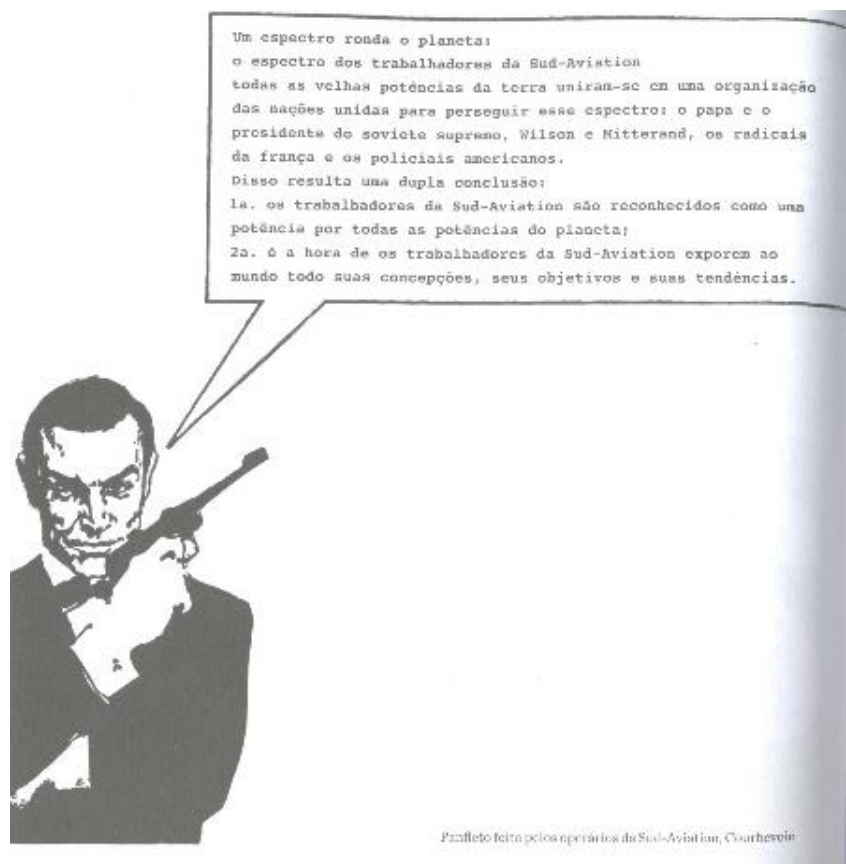 Um espectro ronda o planeta:
o espectro dos trabalhadores da Sud-Aviation
todas as velhas potências da terra uniram-se em uma organização
das nações unidas para perseguir esse espectro: o papa e o
presidente do soviete supremo, Wilson e Mitterand, os radicais
da frança e os policiais americanos.
Disso resulta uma dupla conclusão:
1a. os trabalhadores da Sud-Aviation são reconhecidos como uma
potência por todas as potências do planeta;
2a. é a hora de os trabalhadores da Sud-Aviation exporem ao
mundo todo suas concepções, seus objetivos e suas tendências.
Panfleto feito pelos operários da Sud-Aviation, Courbevoie